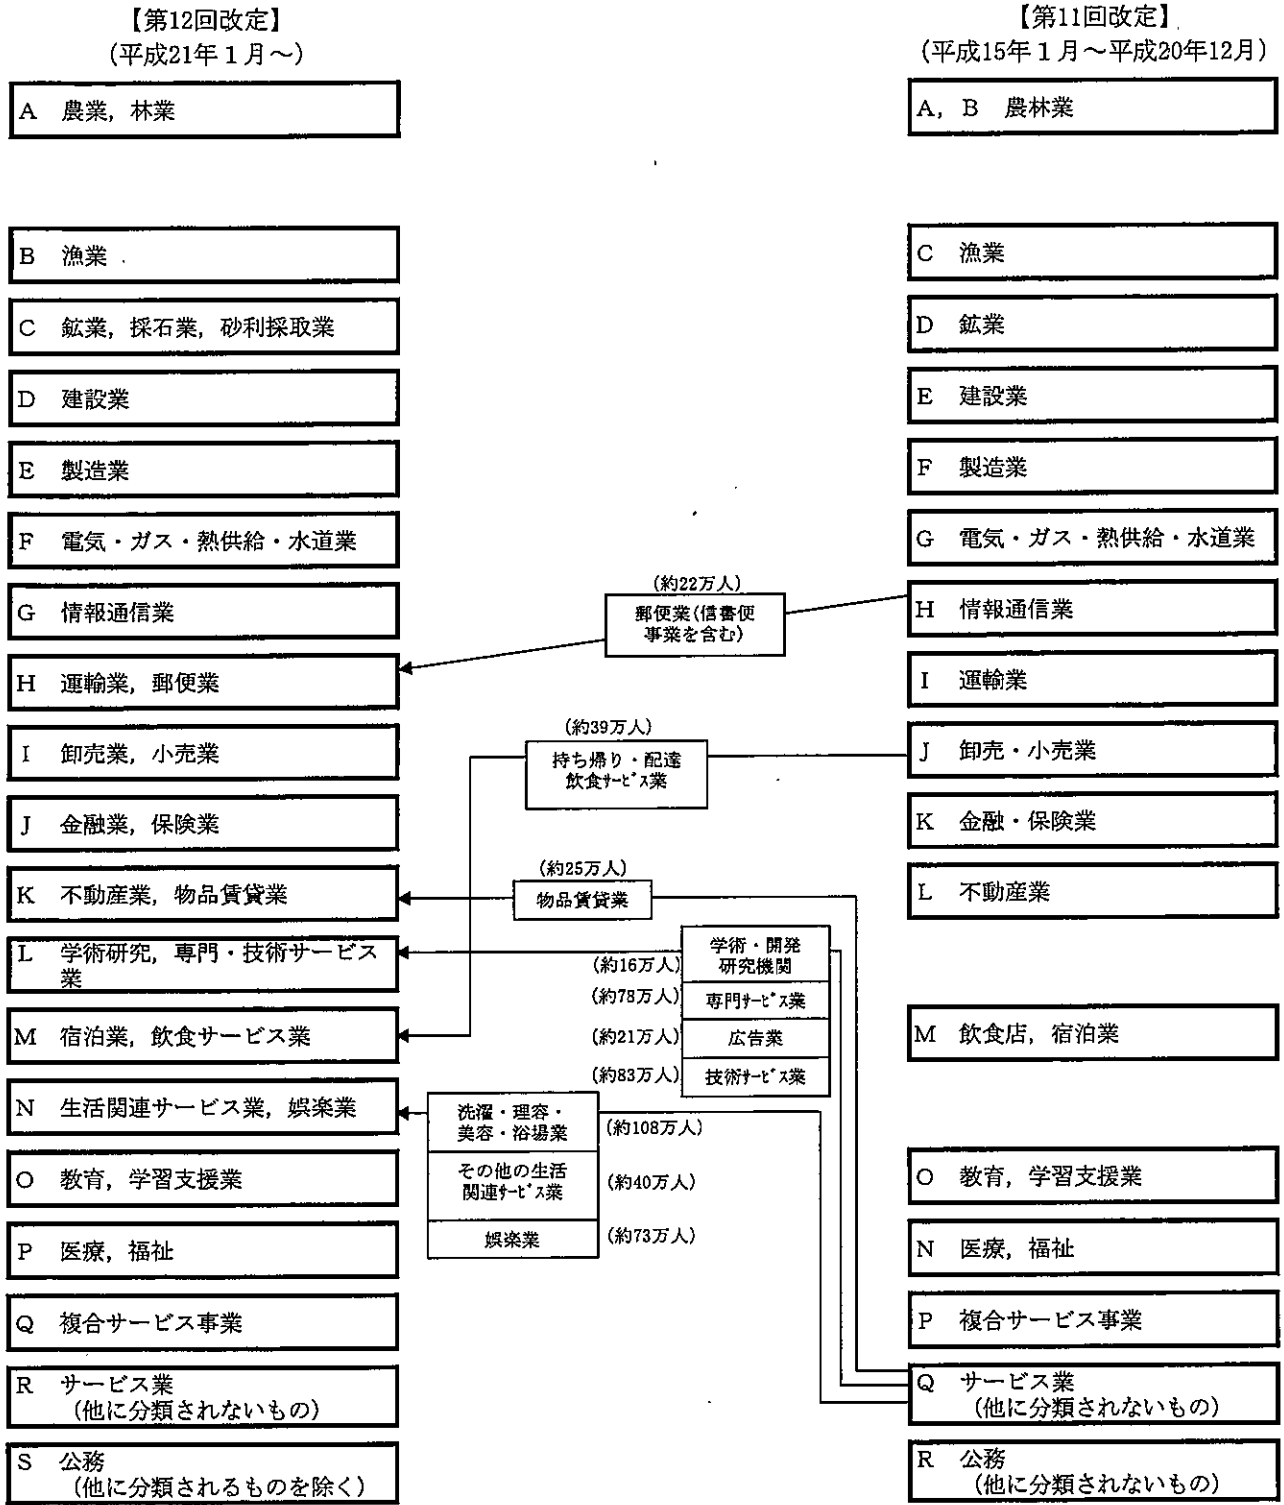 【第12回改定】
(平成21年１月～)
A 農業，林業
B 漁業
C 鉱業，採石業，砂利採取業
D 建設業
E 製造業
F 電気・ガス・熱供給・水道業
G 情報通信業
H 運輸業，郵便業
I 卸売業，小売業
J 金融業，保険業
K 不動産業，物品賃貸業
L 学術研究，専門・技術サービス
業
M 宿泊業，飲食サービス業
N 生活関連サービス業，娯楽業
O 教育，学習支援業
P 医療，福祉
Q 複合サービス事業
R サービス業
(他に分類されないもの)
S 公務
(他に分類されるものを除く)
(約22万人)
郵便業(信書便
事業を含む)
(約39万人)
持ち帰り・配達
飲食ｻｰﾋﾞｽ業
(約25万人)
物品賃貸業
学術・開発
研究機関
(約16万人)
専門ｻｰﾋﾞｽ業
(約78万人)
広告業
(約21万人)
技術ｻｰﾋﾞｽ業
(約83万人)
洗濯・理容・
美容・浴場業
(約108万人)
その他の生活
関連ｻｰﾋﾞｽ業
(約40万人)
娯楽業
(約73万人)
【第11回改定】
(平成15年１月～平成20年12月)
A，B 農林業
C 漁業
D 鉱業
E 建設業
F 製造業
G 電気・ガス・熱供給・水道業
H 情報通信業
I 運輸業
J 卸売・小売業
K 金融・保険業
L 不動産業
M 飲食店，宿泊業
O 教育，学習支援業
N 医療，福祉
P 複合サービス事業
Q サービス業
(他に分類されないもの)
R 公務
(他に分類されないもの)